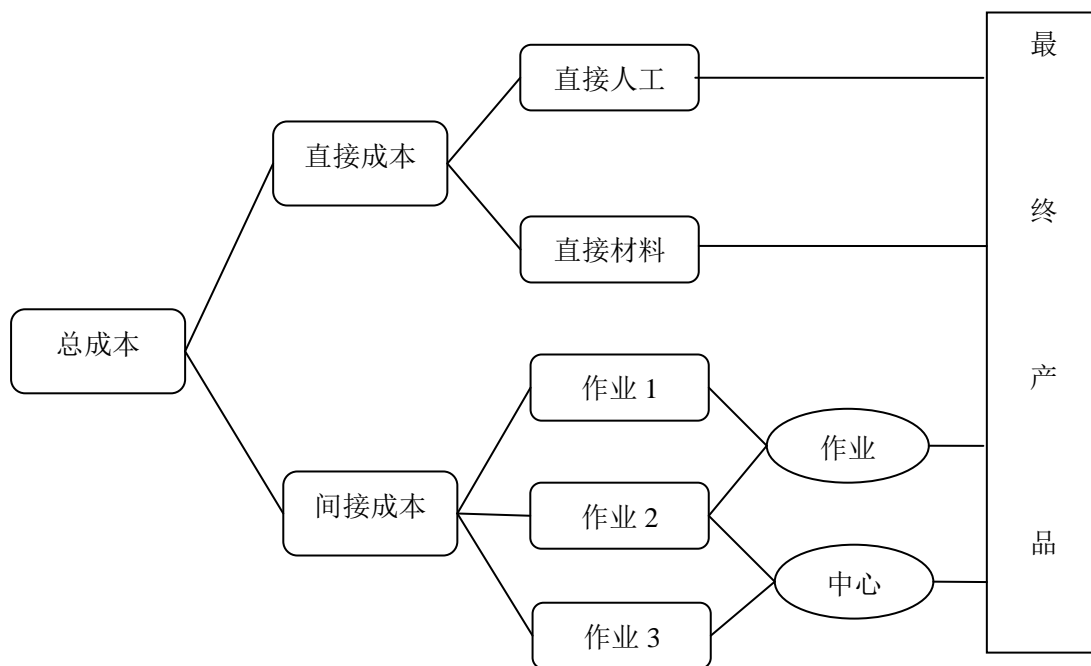 直接人工
直接成本
直接材料
总成本
作业 1
作业
间接成本
作业 2
中心
作业 3
最
终
产
品